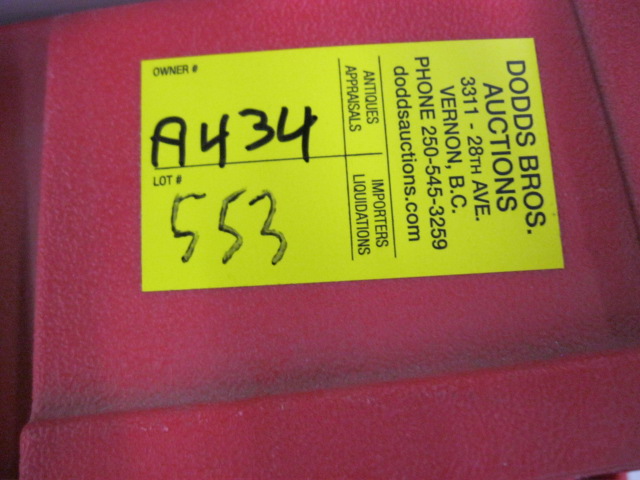 OWNER #
A434
LOT #
553
DODDS BROS.
AUCTIONS
3311 - 28TH AVE.
VERNON, B.C.
PHONE 250-545-3259
doddsauctions.com
ANTIQUES
APPRAISALS
IMPORTERS
LIQUIDATIONS